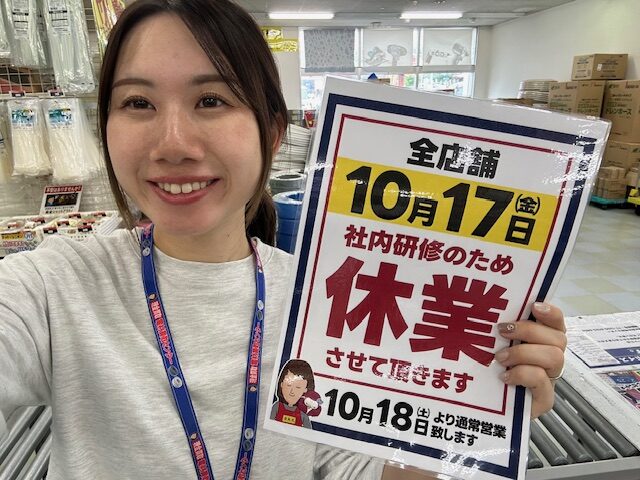 全店舗
10月17日(金)
社内研修のため
休業
させて頂きます
10月18日(土)より通常営業
致します